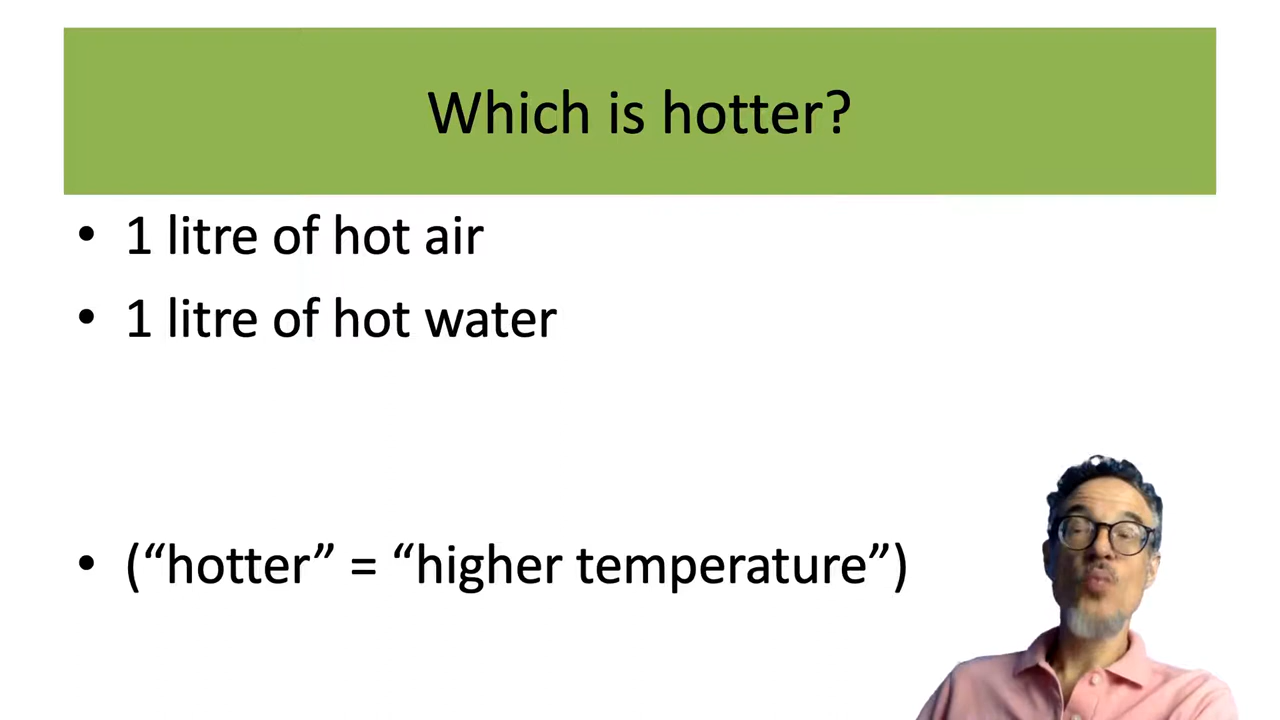 Which is hotter?
• 1 litre of hot air
• 1 litre of hot water
• (“hotter” = “higher temperature”)